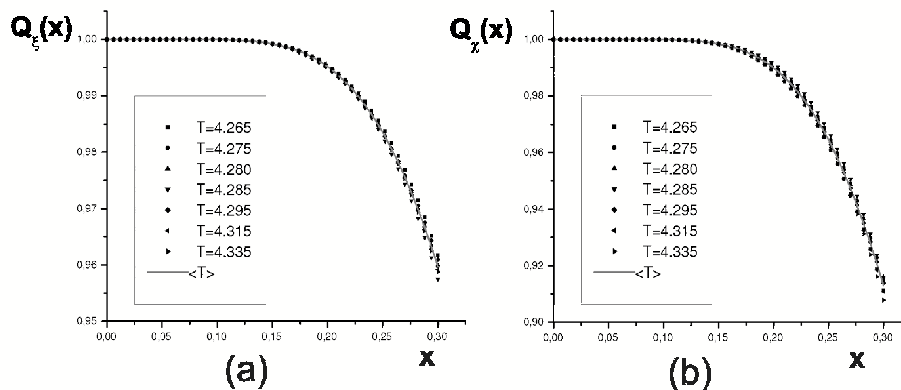 Qξ(x)
1.00
0.99
0.98
0.97
0.96
0.95
0,00 0,05 0,10 0,15 0,20 0,25 0,30
x
T=4.265
T=4.275
T=4.280
T=4.285
T=4.295
T=4.315
T=4.335
<T>
(a)
Qχ(x)
1,00
0,98
0,96
0,94
0,92
0,90
0,00 0,05 0,10 0,15 0,20 0,25 0,30
x
T=4.265
T=4.275
T=4.280
T=4.285
T=4.295
T=4.315
T=4.335
<T>
(b)